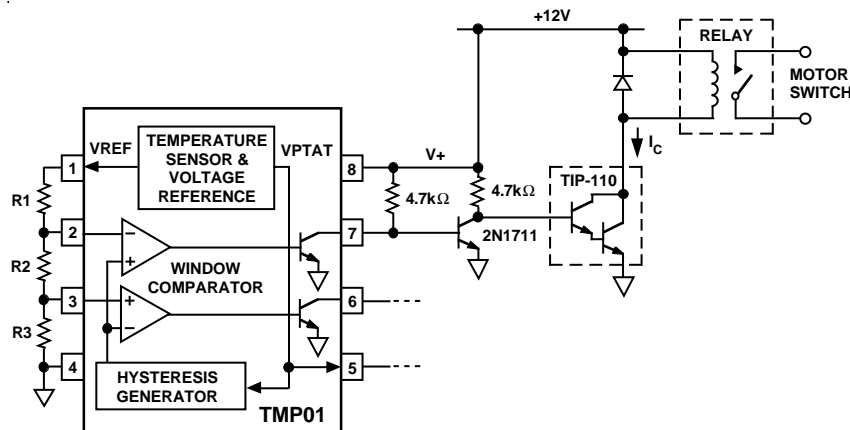 +12V
RELAY
MOTOR
SWITCH
I_C
TEMPERATURE
SENSOR &
VOLTAGE
REFERENCE
VREF
VPTAT
1
8
V+
R1
4.7kΩ
4.7kΩ
TIP-110
2
7
2N1711
R2
–
+
WINDOW
COMPARATOR
3
6
R3
+
–
4
5
HYSTERESIS
GENERATOR
TMP01